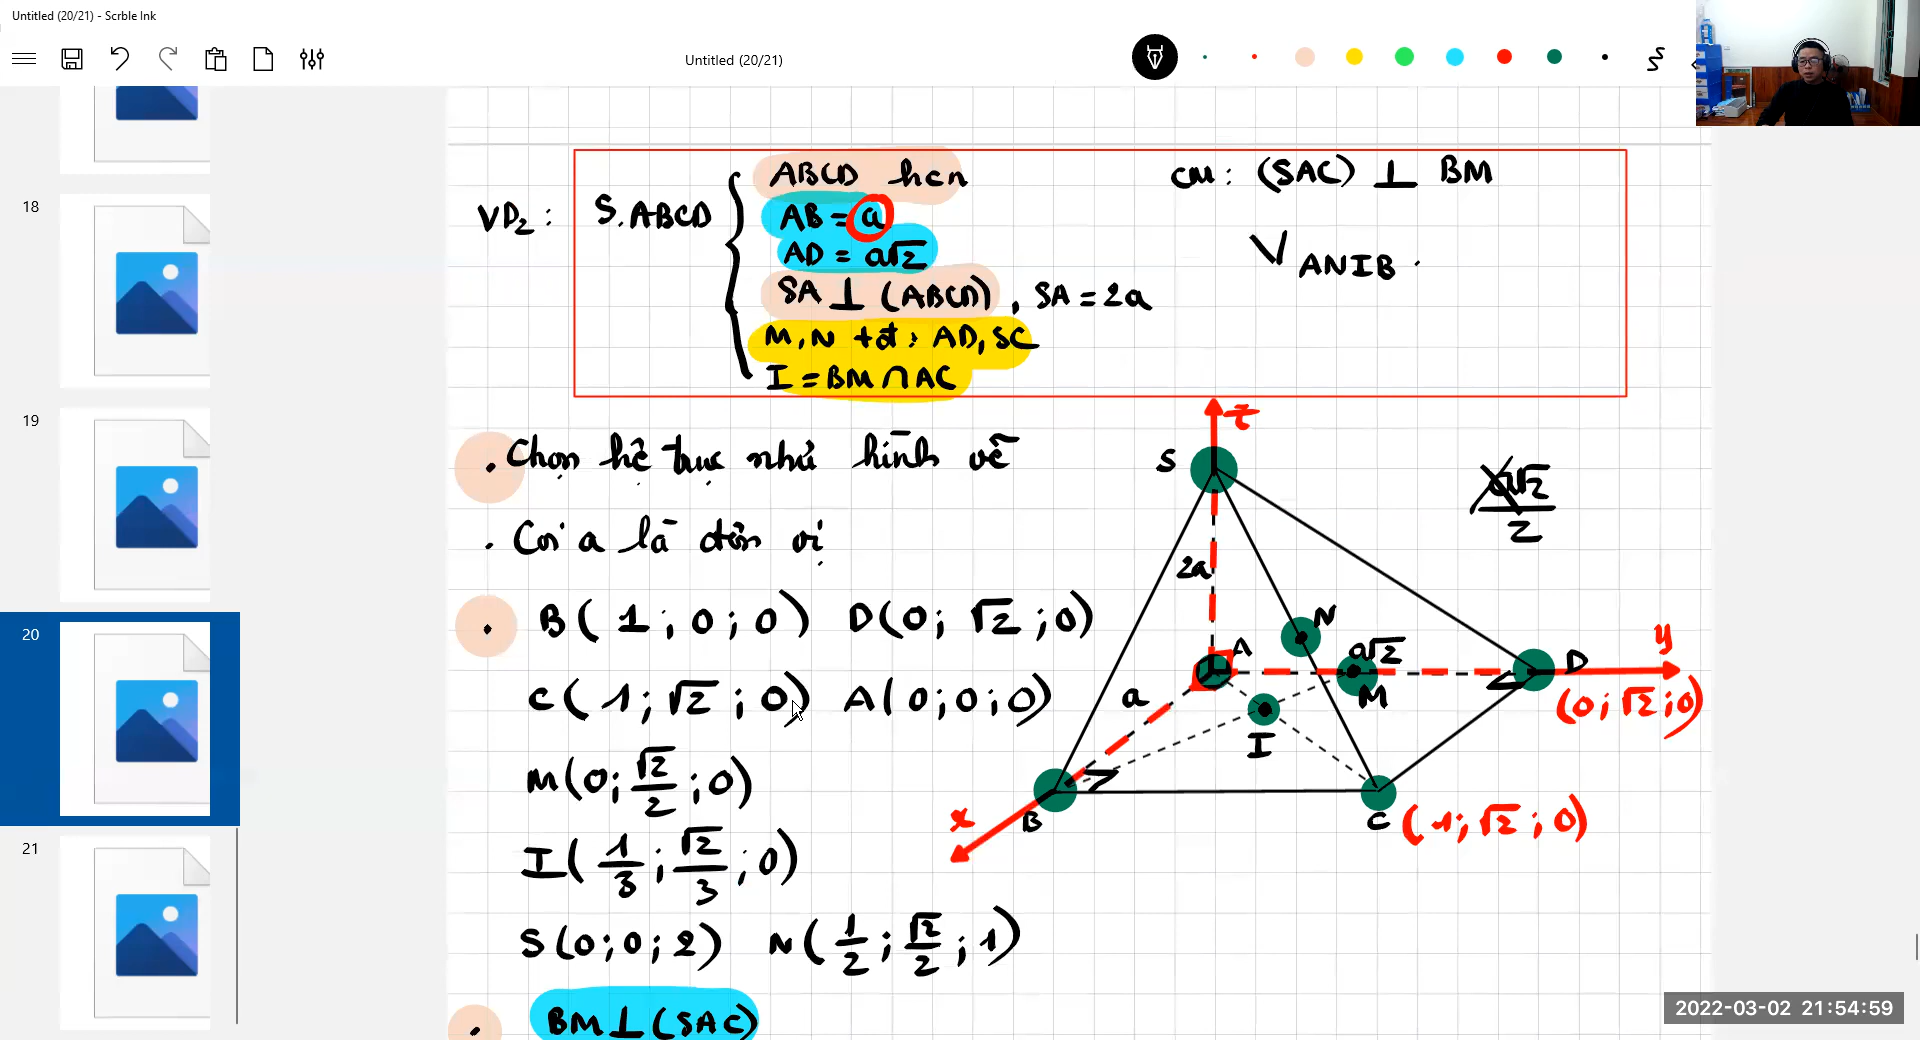 Untitled (20/21) - Scrble Ink
Untitled (20/21)
18
19
20
21
VD2 : S.ABCD
ABCD hcn
AB = a
AD = a√2
SA ⊥ (ABCD) , SA = 2a
M, N tđ : AD, SC
I = BM ∩ AC
CM : (SAC) ⊥ BM
V ANIB .
. Chọn hệ trục như hình vẽ
. Coi a là đơn vị
. B( 1 ; 0 ; 0 ) D(0 ; √2 ; 0)
C( 1 ; √2 ; 0) A( 0 ; 0 ; 0)
M(0 ; √2/2 ; 0)
I( 1/3 ; √2/3 ; 0)
S(0 ; 0 ; 2) N( 1/2 ; √2/2 ; 1)
. BM ⊥ (SAC)
z
S
a√2/2
2a
N
A
a√2
M
D
y
(0 ; √2 ; 0)
a
I
x
B
C (1 ; √2 ; 0)
2022-03-02 21:54:59